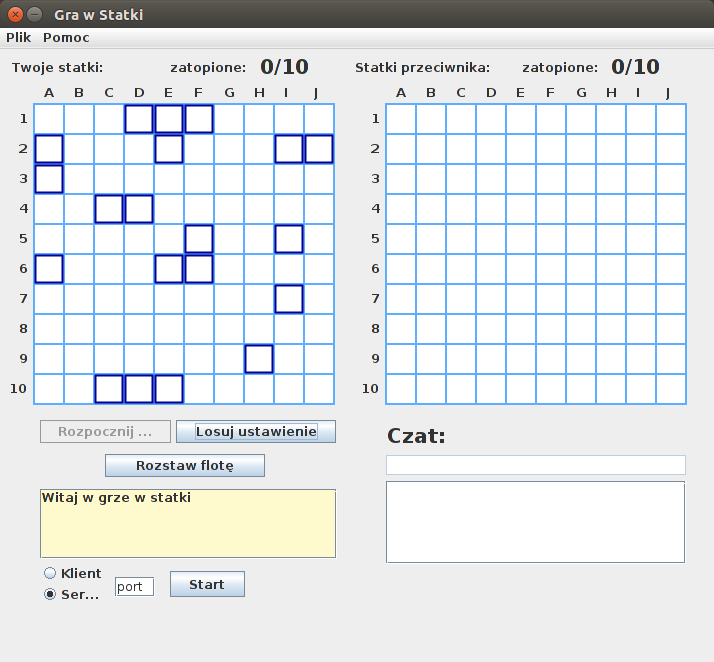 Gra w Statki
Plik Pomoc
Twoje statki: zatopione: 0/10 Statki przeciwnika: zatopione: 0/10
A B C D E F G H I J A B C D E F G H I J
1 1
2 2
3 3
4 4
5 5
6 6
7 7
8 8
9 9
10 10
Rozpocznij ... Losuj ustawienie
Czat:
Rozstaw flotę
Witaj w grze w statki
Klient
port Start
Ser...